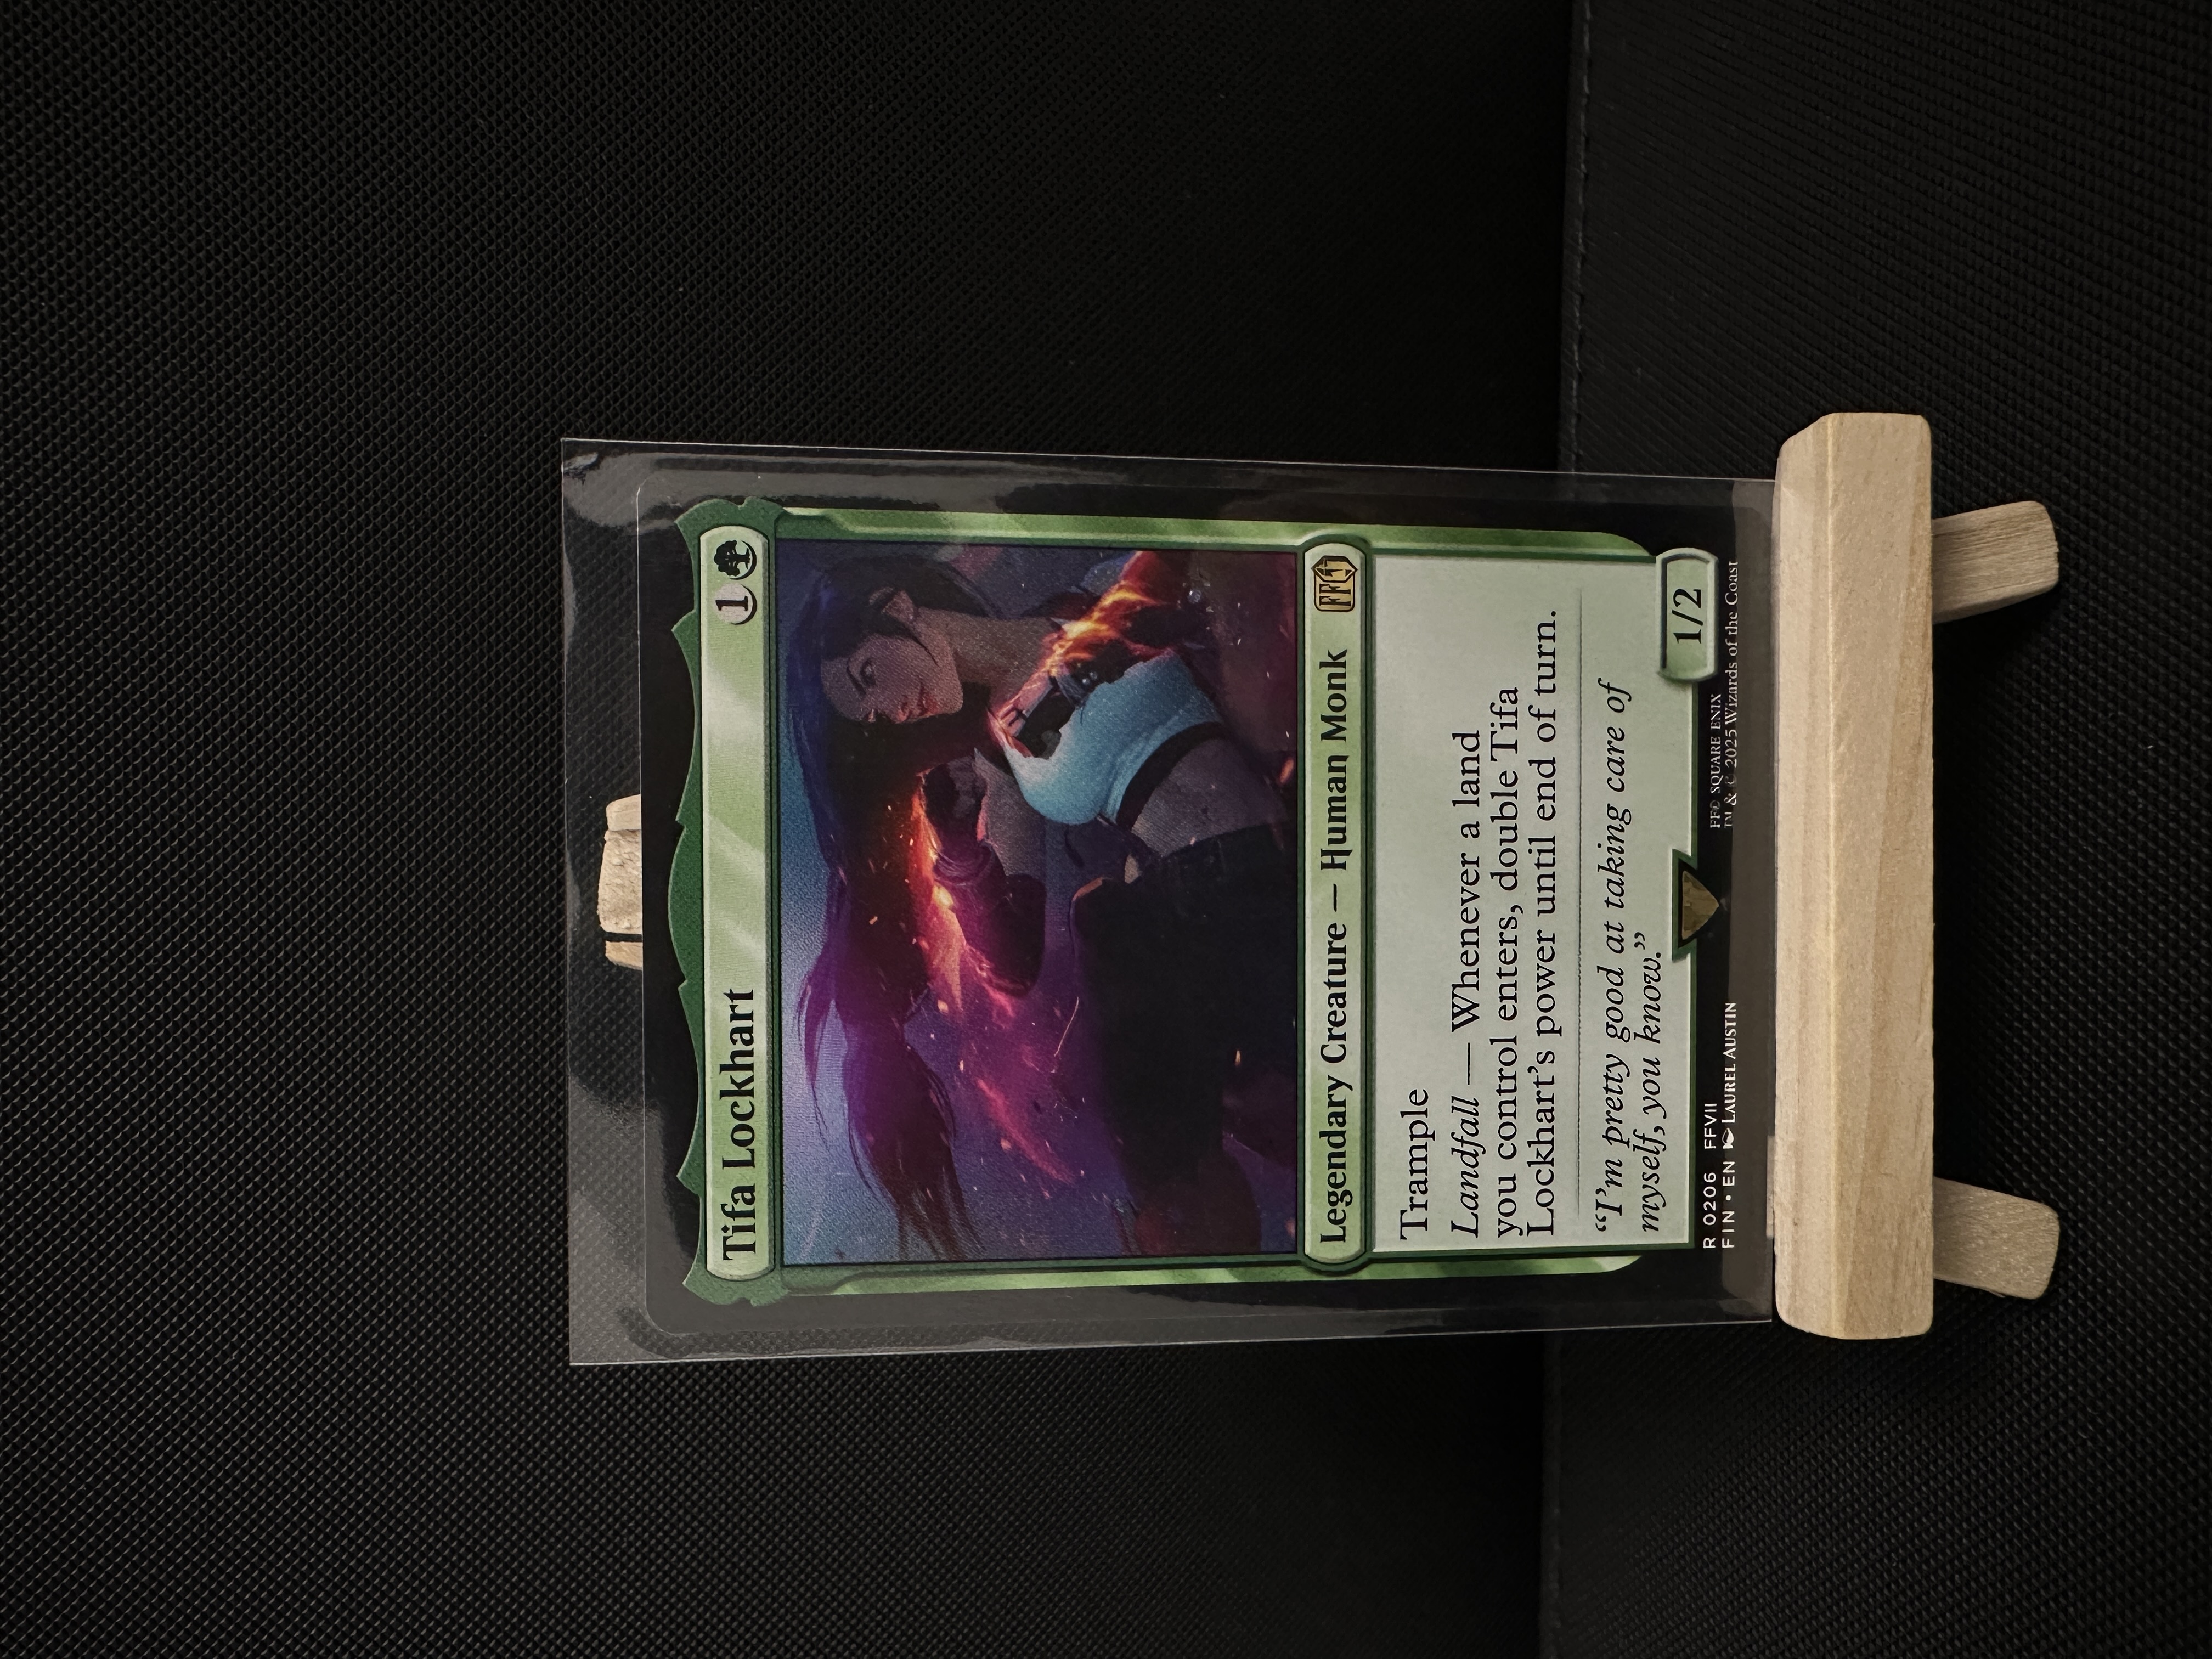 Tifa Lockhart 1
Legendary Creature — Human Monk FF
Trample
Landfall — Whenever a land
you control enters, double Tifa
Lockhart's power until end of turn.
"I'm pretty good at taking care of
myself, you know."
1/2
R 0206 FFVII
FIN • EN LAUREL AUSTIN
FF© SQUARE ENIX
™ & © 2025 Wizards of the Coast